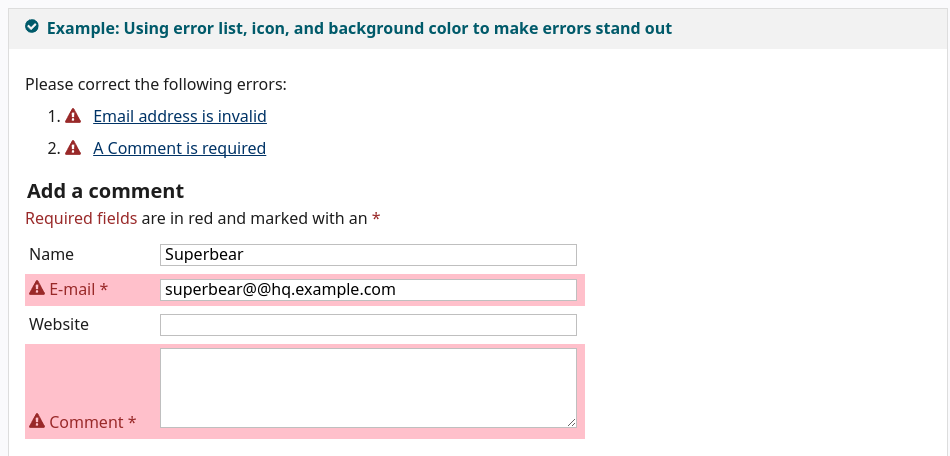 Example: Using error list, icon, and background color to make errors stand out
Please correct the following errors:
1. Email address is invalid
2. A Comment is required
Add a comment
Required fields are in red and marked with an *
Name Superbear
E-mail * superbear@@hq.example.com
Website
Comment *